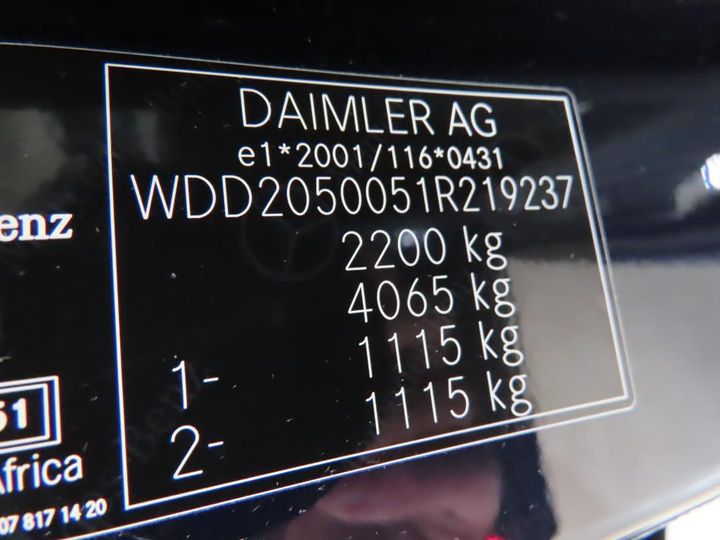 DAIMLER AG
e1*2001/116*0431
WDD2050051R219237
enz
2200 kg
4065 kg
1- 1115 kg
2- 1115 kg
51
Africa
07 817 14 20